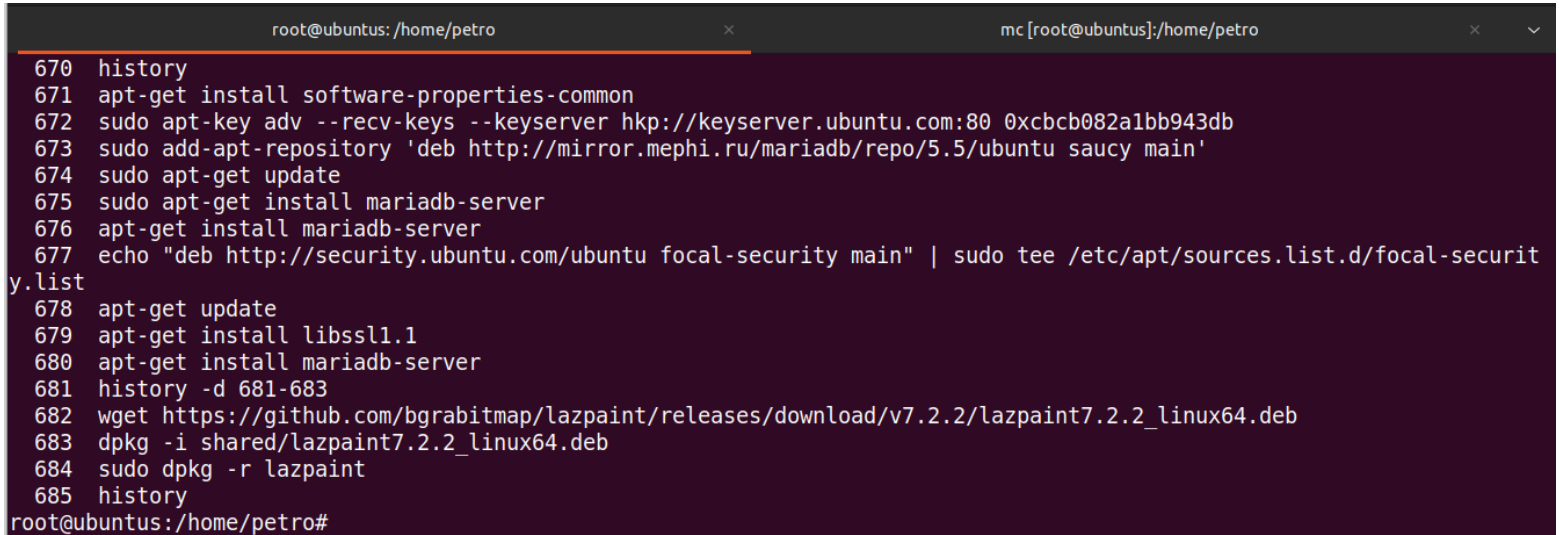 root@ubuntus: /home/petro × mc [root@ubuntus]:/home/petro ×
670 history
671 apt-get install software-properties-common
672 sudo apt-key adv --recv-keys --keyserver hkp://keyserver.ubuntu.com:80 0xcbcb082a1bb943db
673 sudo add-apt-repository 'deb http://mirror.mephi.ru/mariadb/repo/5.5/ubuntu saucy main'
674 sudo apt-get update
675 sudo apt-get install mariadb-server
676 apt-get install mariadb-server
677 echo "deb http://security.ubuntu.com/ubuntu focal-security main" | sudo tee /etc/apt/sources.list.d/focal-securit
y.list
678 apt-get update
679 apt-get install libssl1.1
680 apt-get install mariadb-server
681 history -d 681-683
682 wget https://github.com/bgrabitmap/lazpaint/releases/download/v7.2.2/lazpaint7.2.2_linux64.deb
683 dpkg -i shared/lazpaint7.2.2_linux64.deb
684 sudo dpkg -r lazpaint
685 history
root@ubuntus:/home/petro#